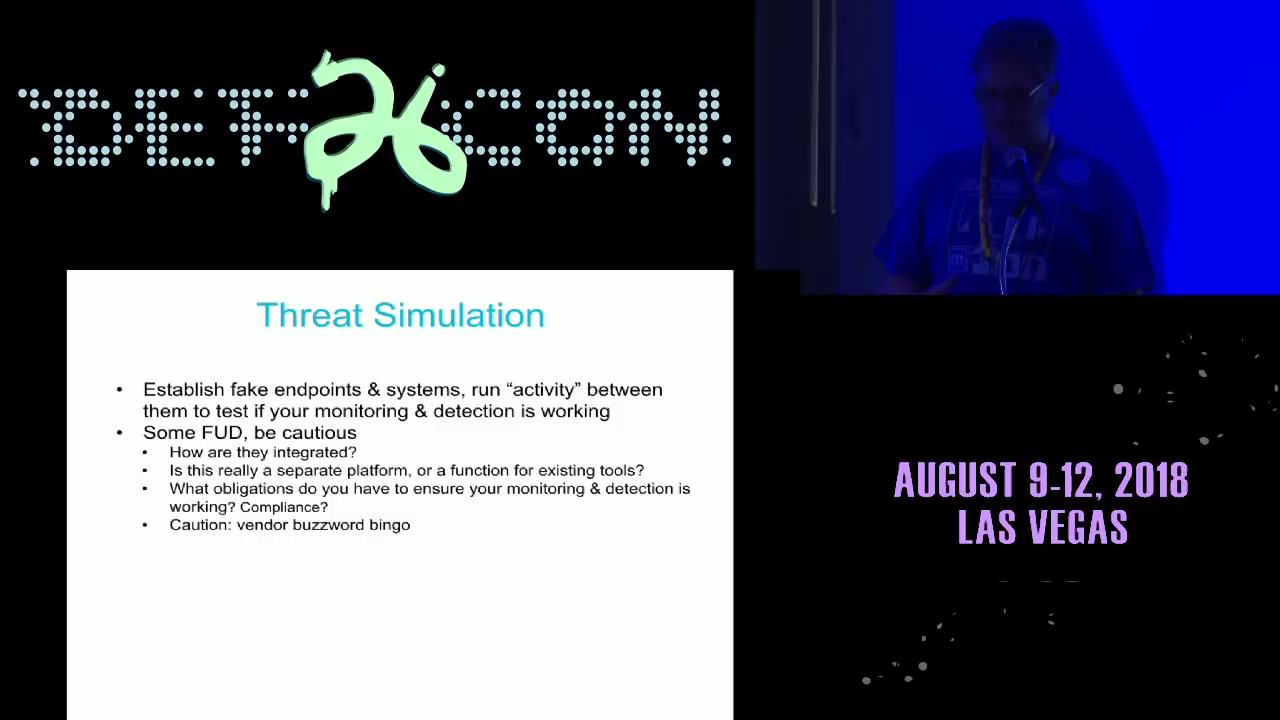 DEF 26 CON
Threat Simulation
• Establish fake endpoints & systems, run “activity” between
them to test if your monitoring & detection is working
• Some FUD, be cautious
• How are they integrated?
• Is this really a separate platform, or a function for existing tools?
• What obligations do you have to ensure your monitoring & detection is
working? Compliance?
• Caution: vendor buzzword bingo
AUGUST 9-12, 2018
LAS VEGAS